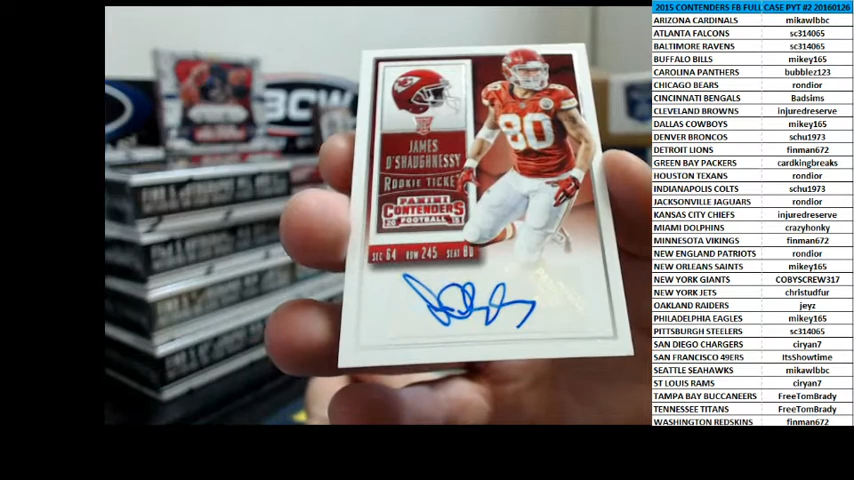 2015 CONTENDERS FB FULL CASE PYT #2 20160126
ARIZONA CARDINALS mikawlbbc
ATLANTA FALCONS sc314065
BALTIMORE RAVENS sc314065
BUFFALO BILLS mikey165
CAROLINA PANTHERS bubblez123
CHICAGO BEARS rondior
CINCINNATI BENGALS Badsims
CLEVELAND BROWNS injuredreserve
DALLAS COWBOYS mikey165
DENVER BRONCOS schu1973
DETROIT LIONS finman672
GREEN BAY PACKERS cardkingbreaks
HOUSTON TEXANS rondior
INDIANAPOLIS COLTS schu1973
JACKSONVILLE JAGUARS rondior
KANSAS CITY CHIEFS injuredreserve
MIAMI DOLPHINS crazyhonky
MINNESOTA VIKINGS finman672
NEW ENGLAND PATRIOTS rondior
NEW ORLEANS SAINTS mikey165
NEW YORK GIANTS COBYSCREW317
NEW YORK JETS christudfur
OAKLAND RAIDERS jeyz
PHILADELPHIA EAGLES mikey165
PITTSBURGH STEELERS sc314065
SAN DIEGO CHARGERS ciryan7
SAN FRANCISCO 49ERS ItsShowtime
SEATTLE SEAHAWKS mikawlbbc
ST LOUIS RAMS ciryan7
TAMPA BAY BUCCANEERS FreeTomBrady
TENNESSEE TITANS FreeTomBrady
WASHINGTON REDSKINS finman672
BCW
RC
JAMES
O'SHAUGHNESSY
ROOKIE TICKET
PANINI
CONTENDERS
FOOTBALL
20 15
SEC 64 ROW 245 SEAT 80
80